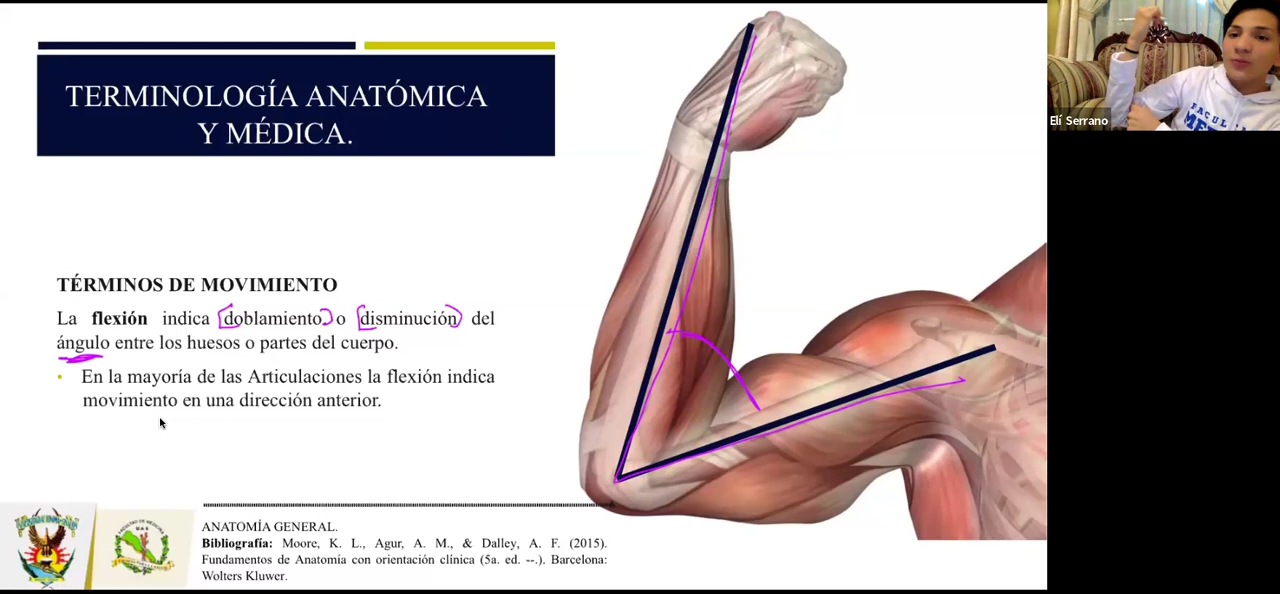 TERMINOLOGÍA ANATÓMICA
Y MÉDICA.
TÉRMINOS DE MOVIMIENTO
La flexión indica doblamiento o disminución del
ángulo entre los huesos o partes del cuerpo.
• En la mayoría de las Articulaciones la flexión indica
movimiento en una dirección anterior.
ANATOMÍA GENERAL.
Bibliografía: Moore, K. L., Agur, A. M., & Dalley, A. F. (2015).
Fundamentos de Anatomía con orientación clínica (5a. ed. --.). Barcelona:
Wolters Kluwer.
Elí Serrano